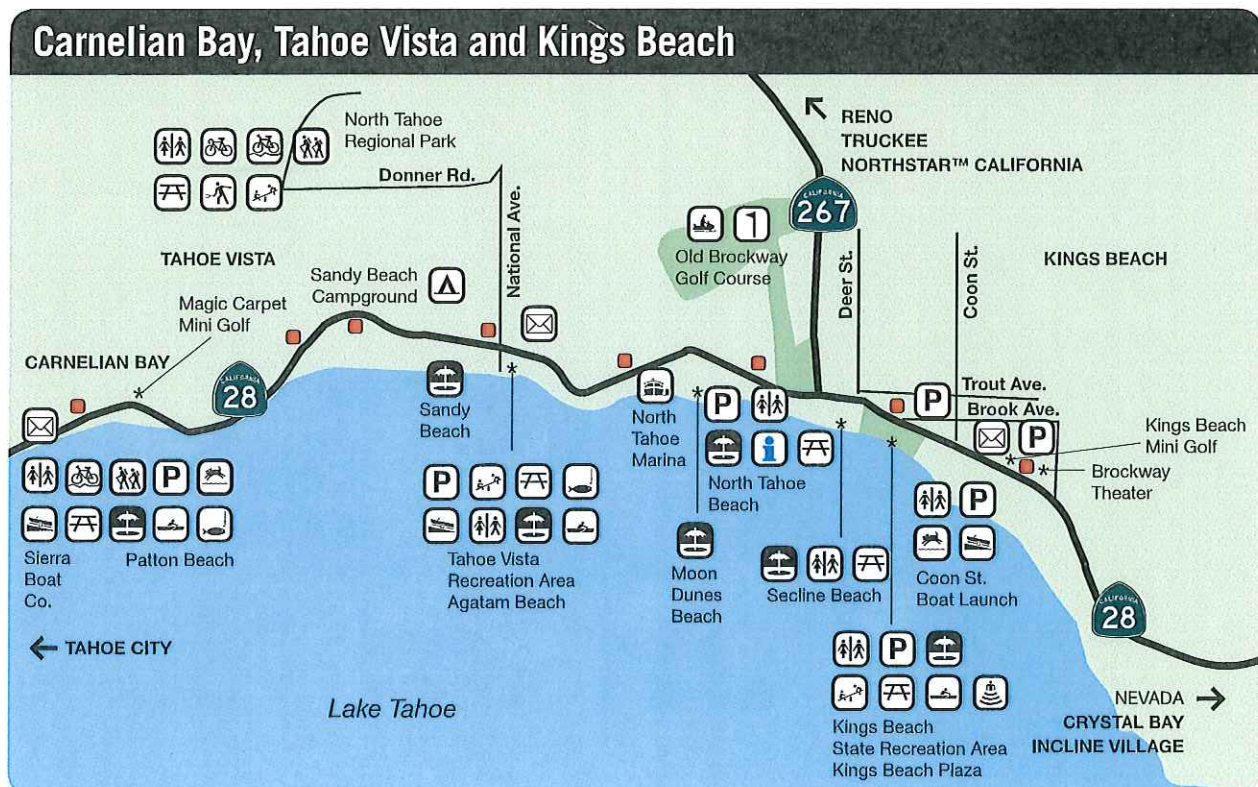 Carnelian Bay, Tahoe Vista and Kings Beach
North Tahoe
Regional Park
Donner Rd.
National Ave.
RENO
TRUCKEE
NORTHSTAR™ CALIFORNIA
CALIFORNIA
267
Old Brockway
Golf Course
Deer St.
Coon St.
KINGS BEACH
TAHOE VISTA
Sandy Beach
Campground
Magic Carpet
Mini Golf
CARNELIAN BAY
CALIFORNIA
28
Trout Ave.
P
Brook Ave.
P
Kings Beach
Mini Golf
Brockway
Theater
Sandy
Beach
North
Tahoe
Marina
P
i
North Tahoe
Beach
P
Sierra
Boat
Co.
Patton Beach
P
Tahoe Vista
Recreation Area
Agatam Beach
Moon
Dunes
Beach
Secline Beach
P
Coon St.
Boat Launch
CALIFORNIA
28
TAHOE CITY
Lake Tahoe
P
Kings Beach
State Recreation Area
Kings Beach Plaza
NEVADA
CRYSTAL BAY
INCLINE VILLAGE